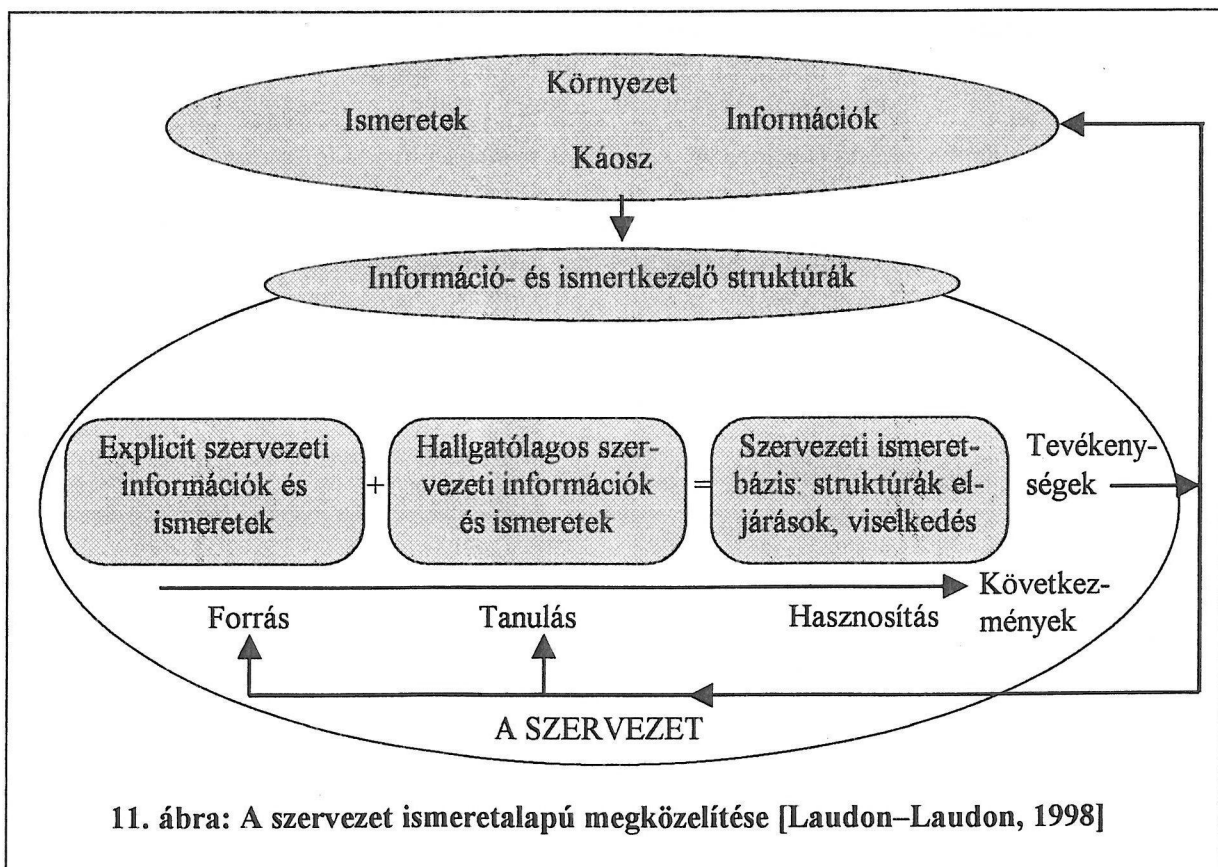 Környezet
Ismeretek Információk
Káosz
Információ- és ismertkezelő struktúrák
Explicit szervezeti
információk és
ismeretek
+
Hallgatólagos szer-
vezeti információk
és ismeretek
=
Szervezeti ismeret-
bázis: struktúrák el-
járások, viselkedés
Tevékeny-
ségek
Forrás Tanulás Hasznosítás
Következ-
mények
A SZERVEZET
11. ábra: A szervezet ismeretalapú megközelítése [Laudon–Laudon, 1998]